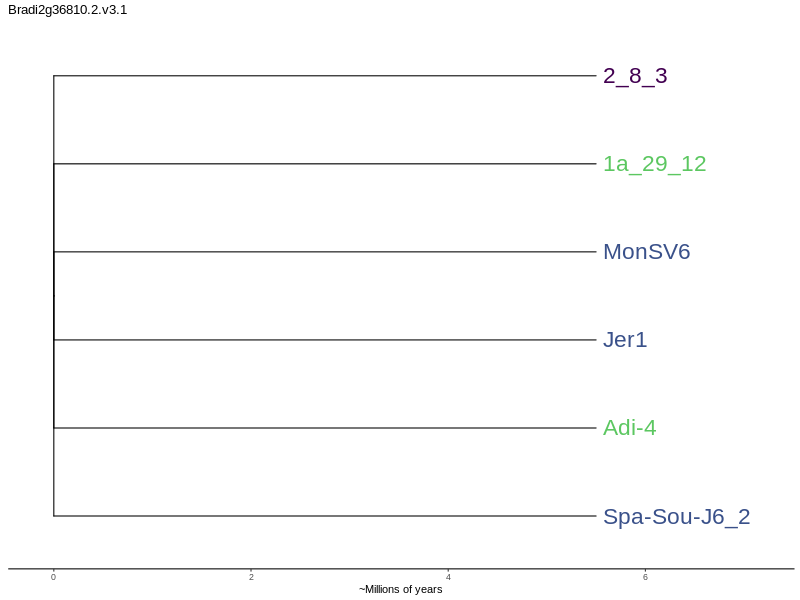 Bradi2g36810.2.v3.1
2_8_3
1a_29_12
MonSV6
Jer1
Adi-4
Spa-Sou-J6_2
0 2 4 6
~Millions of years